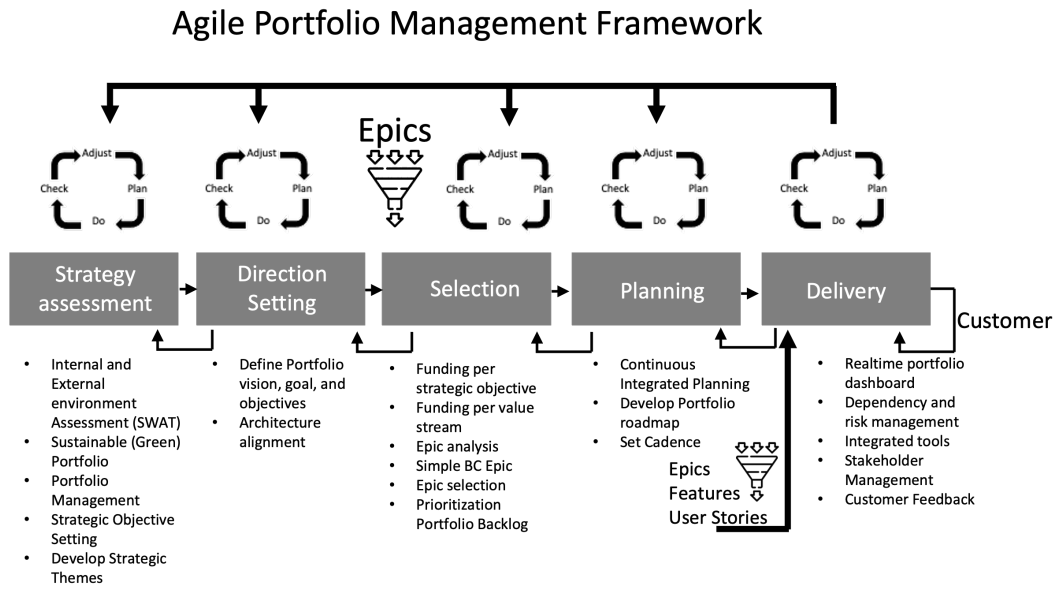 Agile Portfolio Management Framework
Epics
Adjust
Check
Plan
Do
Adjust
Check
Plan
Do
Adjust
Check
Plan
Do
Adjust
Check
Plan
Do
Adjust
Check
Plan
Do
Strategy
assessment
Direction
Setting
Selection
Planning
Delivery
Customer
• Internal and
External
environment
Assessment (SWAT)
• Sustainable (Green)
Portfolio
• Portfolio
Management
• Strategic Objective
Setting
• Develop Strategic
Themes
• Define Portfolio
vision, goal, and
objectives
• Architecture
alignment
• Funding per
strategic objective
• Funding per value
stream
• Epic analysis
• Simple BC Epic
• Epic selection
• Prioritization
Portfolio Backlog
• Continuous
Integrated Planning
• Develop Portfolio
roadmap
• Set Cadence
Epics
Features
User Stories
• Realtime portfolio
dashboard
• Dependency and
risk management
• Integrated tools
• Stakeholder
Management
• Customer Feedback